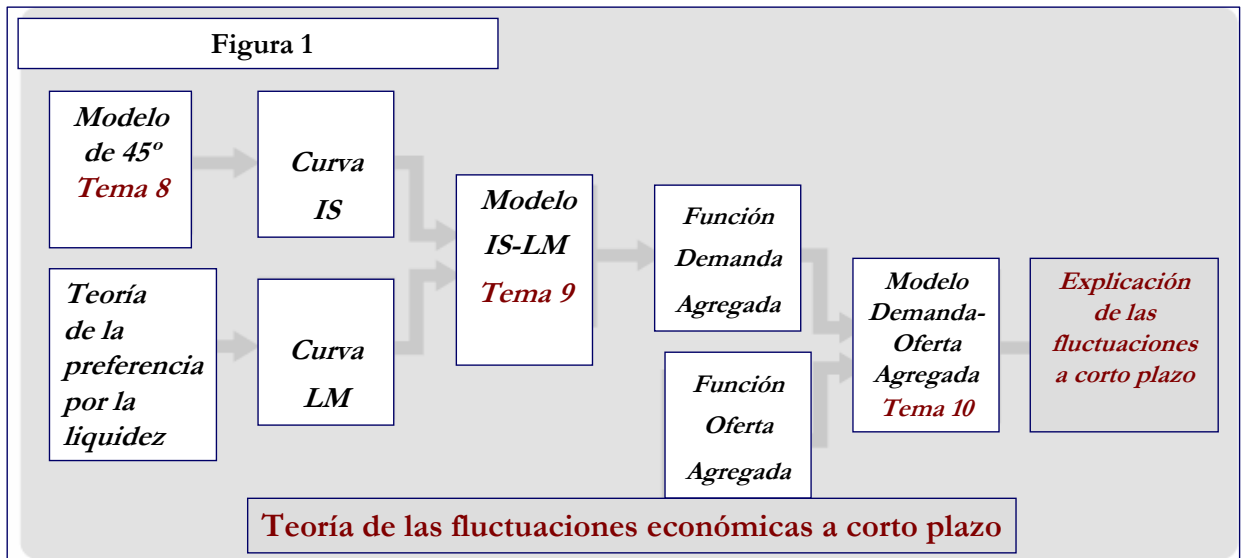 Figura 1
Modelo
de 45º
Tema 8
Curva
IS
Teoría
de la
preferencia
por la
liquidez
Curva
LM
Modelo
IS-LM
Tema 9
Función
Demanda
Agregada
Función
Oferta
Agregada
Modelo
Demanda-
Oferta
Agregada
Tema 10
Explicación
de las
fluctuaciones
a corto plazo
Teoría de las fluctuaciones económicas a corto plazo